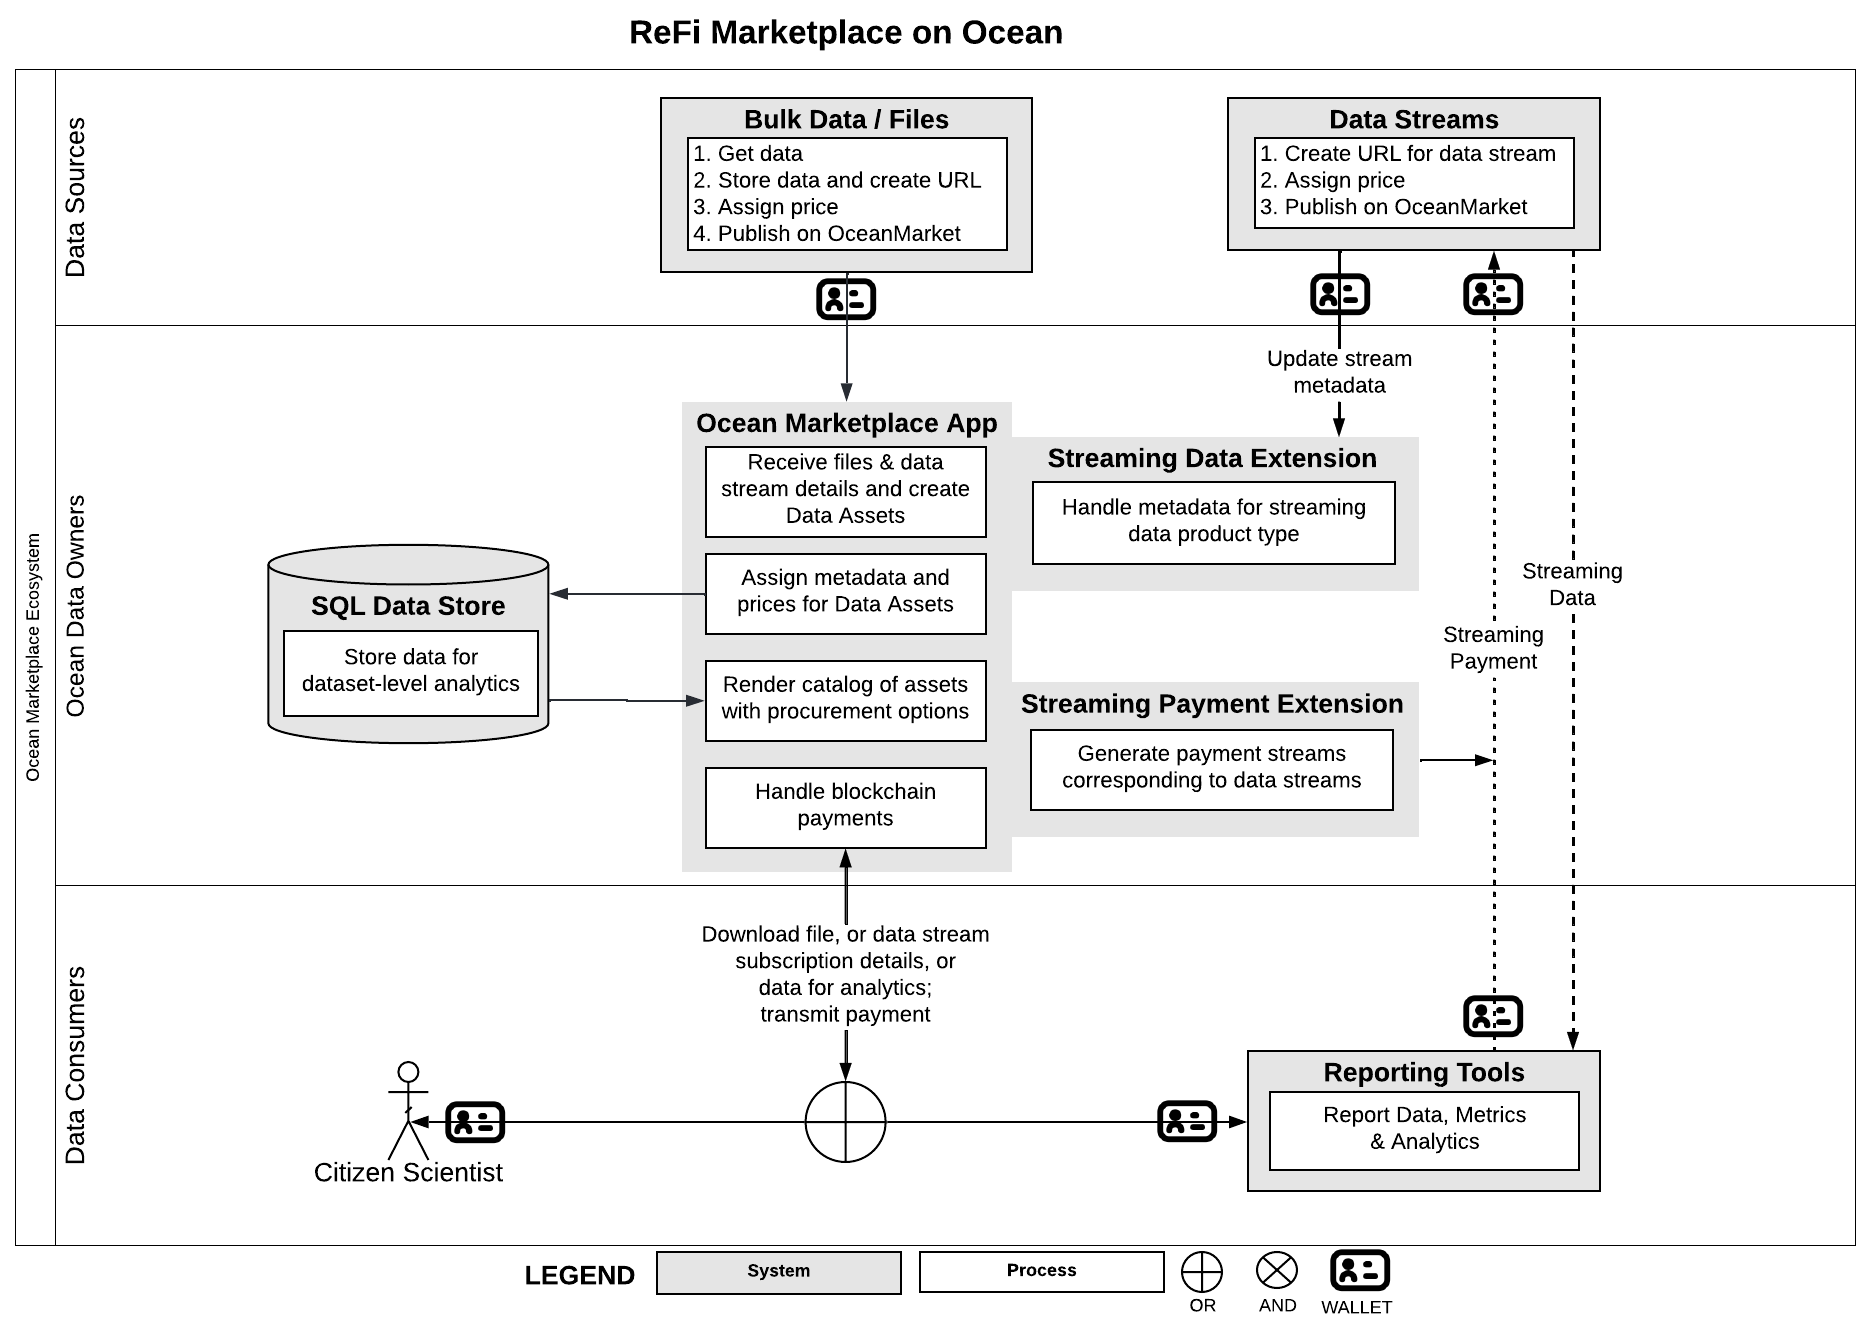 ReFi Marketplace on Ocean
Ocean Marketplace Ecosystem
Data Sources
Bulk Data / Files
1. Get data
2. Store data and create URL
3. Assign price
4. Publish on OceanMarket
Data Streams
1. Create URL for data stream
2. Assign price
3. Publish on OceanMarket
Ocean Data Owners
Update stream
metadata
Ocean Marketplace App
Receive files & data
stream details and create
Data Assets
Assign metadata and
prices for Data Assets
Render catalog of assets
with procurement options
Handle blockchain
payments
Streaming Data Extension
Handle metadata for streaming
data product type
SQL Data Store
Store data for
dataset-level analytics
Streaming
Data
Streaming
Payment
Streaming Payment Extension
Generate payment streams
corresponding to data streams
Data Consumers
Download file, or data stream
subscription details, or
data for analytics;
transmit payment
Citizen Scientist
Reporting Tools
Report Data, Metrics
& Analytics
LEGEND
System
Process
OR
AND
WALLET